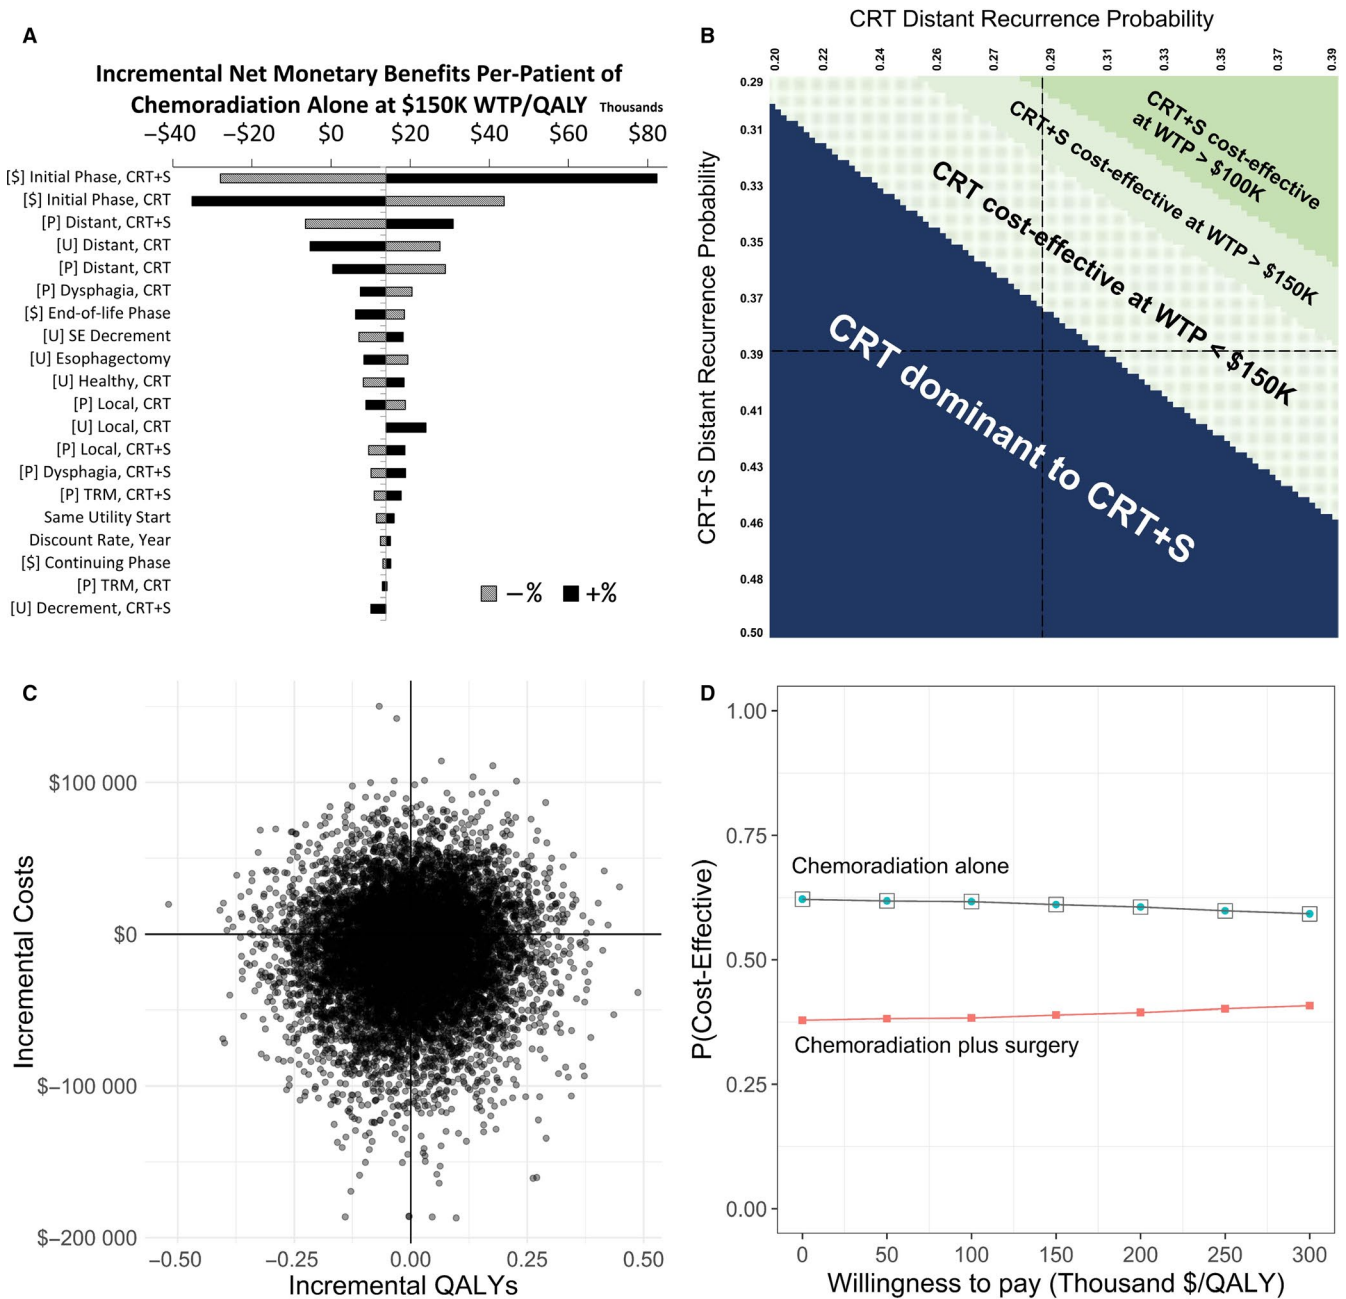 A
Incremental Net Monetary Benefits Per-Patient of
Chemoradiation Alone at $150K WTP/QALY Thousands
−$40 −$20 $0 $20 $40 $60 $80
[$] Initial Phase, CRT+S
[$] Initial Phase, CRT
[P] Distant, CRT+S
[U] Distant, CRT
[P] Distant, CRT
[P] Dysphagia, CRT
[$] End-of-life Phase
[U] SE Decrement
[U] Esophagectomy
[U] Healthy, CRT
[P] Local, CRT
[U] Local, CRT
[P] Local, CRT+S
[P] Dysphagia, CRT+S
[P] TRM, CRT+S
Same Utility Start
Discount Rate, Year
[$] Continuing Phase
[P] TRM, CRT
[U] Decrement, CRT+S
−% +%
B
CRT Distant Recurrence Probability
0.20 0.22 0.24 0.26 0.27 0.29 0.31 0.33 0.35 0.37 0.39
CRT+S Distant Recurrence Probability
0.29
0.31
0.33
0.35
0.37
0.39
0.41
0.43
0.46
0.48
0.50
CRT+S cost-effective
at WTP > $100K
CRT+S cost-effective at WTP > $150K
CRT cost-effective at WTP < $150K
CRT dominant to CRT+S
C
Incremental Costs
$100 000
$0
$−100 000
$−200 000
−0.50 −0.25 0.00 0.25 0.50
Incremental QALYs
D
P(Cost-Effective)
1.00
0.75
0.50
0.25
0.00
Chemoradiation alone
Chemoradiation plus surgery
0 50 100 150 200 250 300
Willingness to pay (Thousand $/QALY)